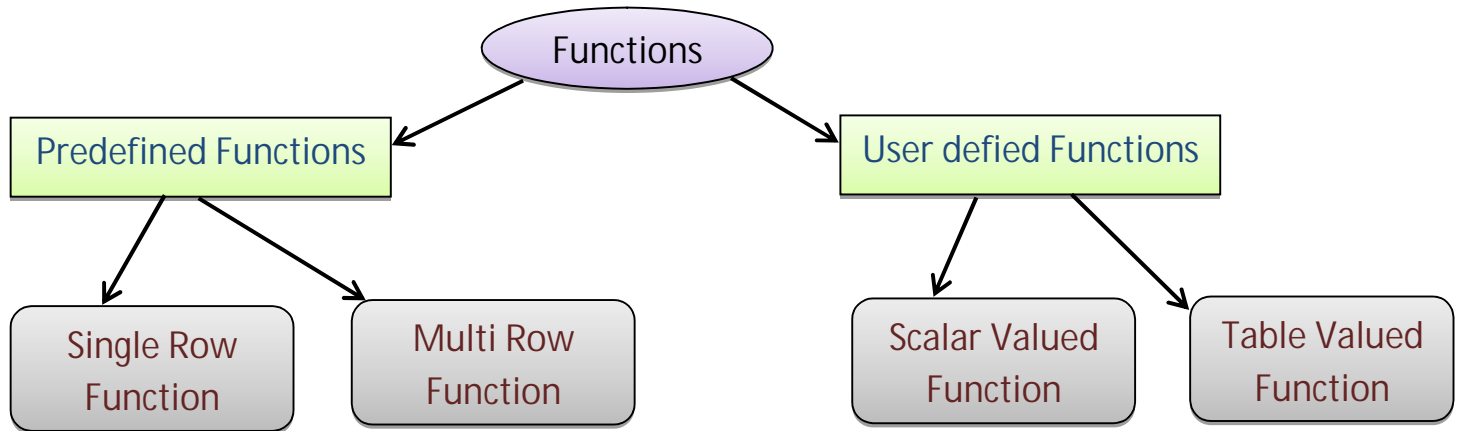 Functions
Predefined Functions
User defied Functions
Single Row
Function
Multi Row
Function
Scalar Valued
Function
Table Valued
Function